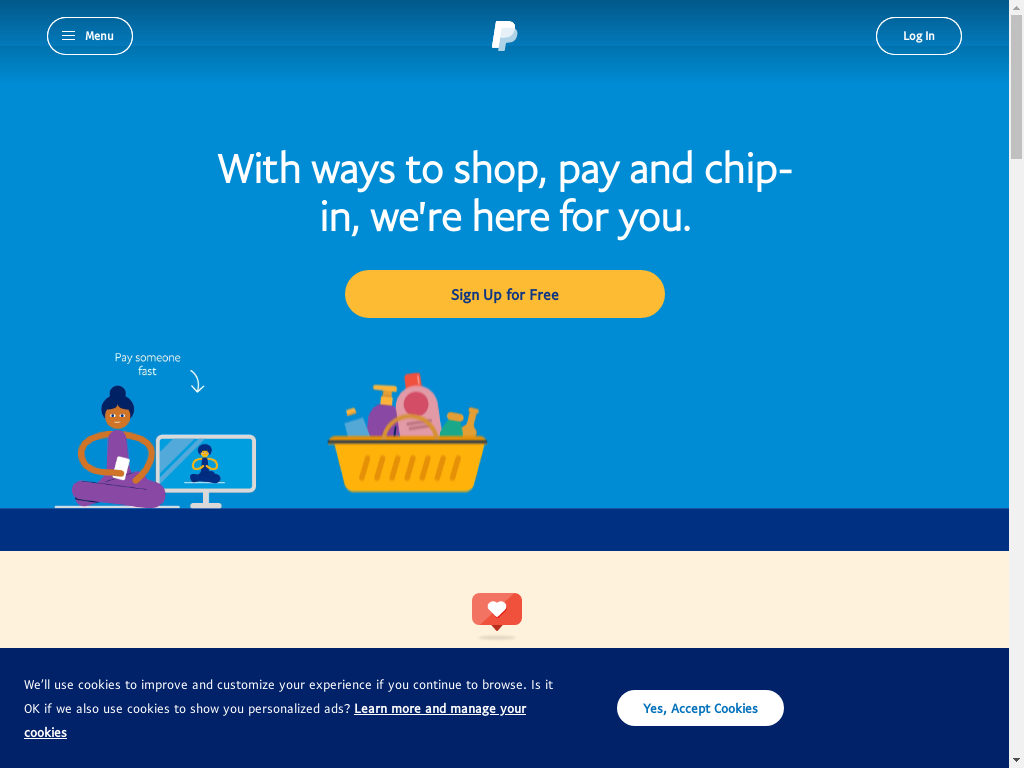 Menu
Log In
With ways to shop, pay and chip-
in, we're here for you.
Sign Up for Free
Pay someone
fast
We'll use cookies to improve and customize your experience if you continue to browse. Is it
OK if we also use cookies to show you personalized ads? Learn more and manage your
cookies
Yes, Accept Cookies